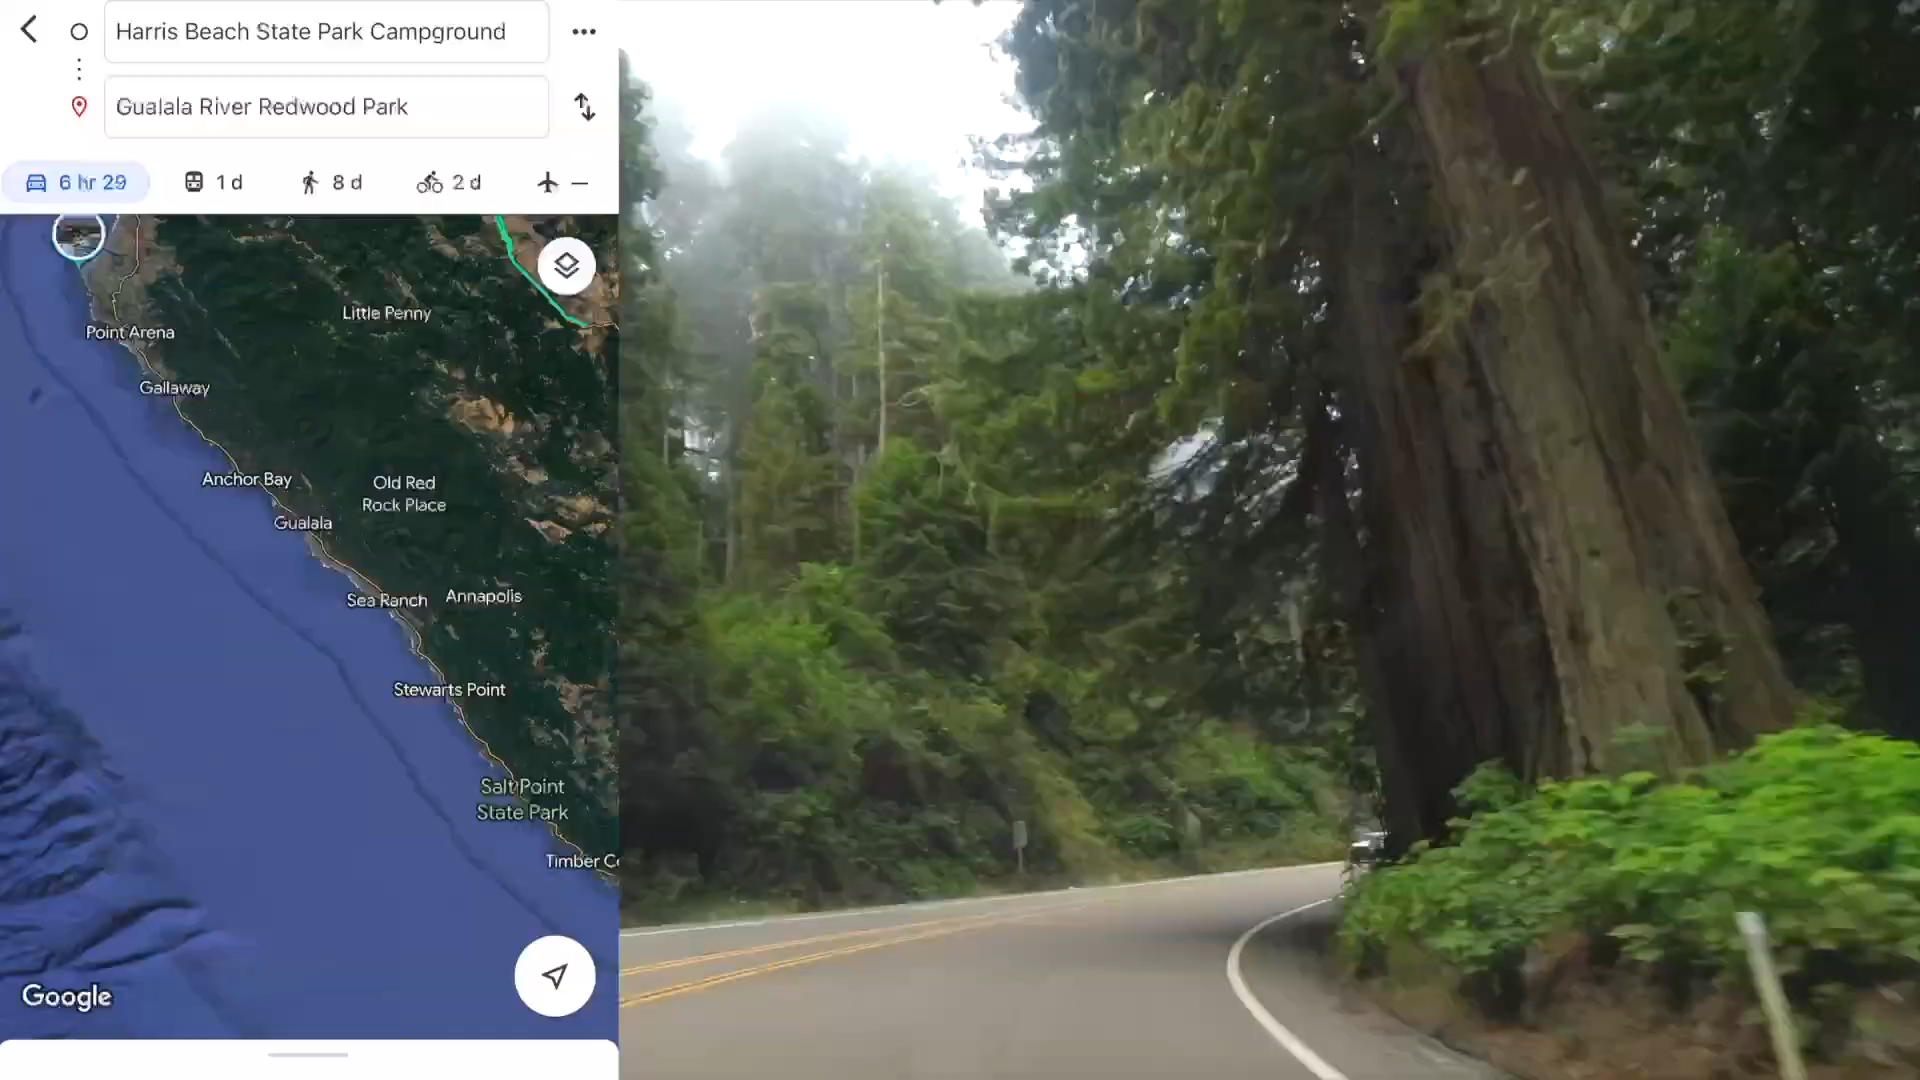 Harris Beach State Park Campground
Gualala River Redwood Park
6 hr 29
1 d
8 d
2 d
Little Penny
Point Arena
Gallaway
Anchor Bay
Old Red
Rock Place
Gualala
Sea Ranch
Annapolis
Stewarts Point
Salt Point
State Park
Timber C
Google